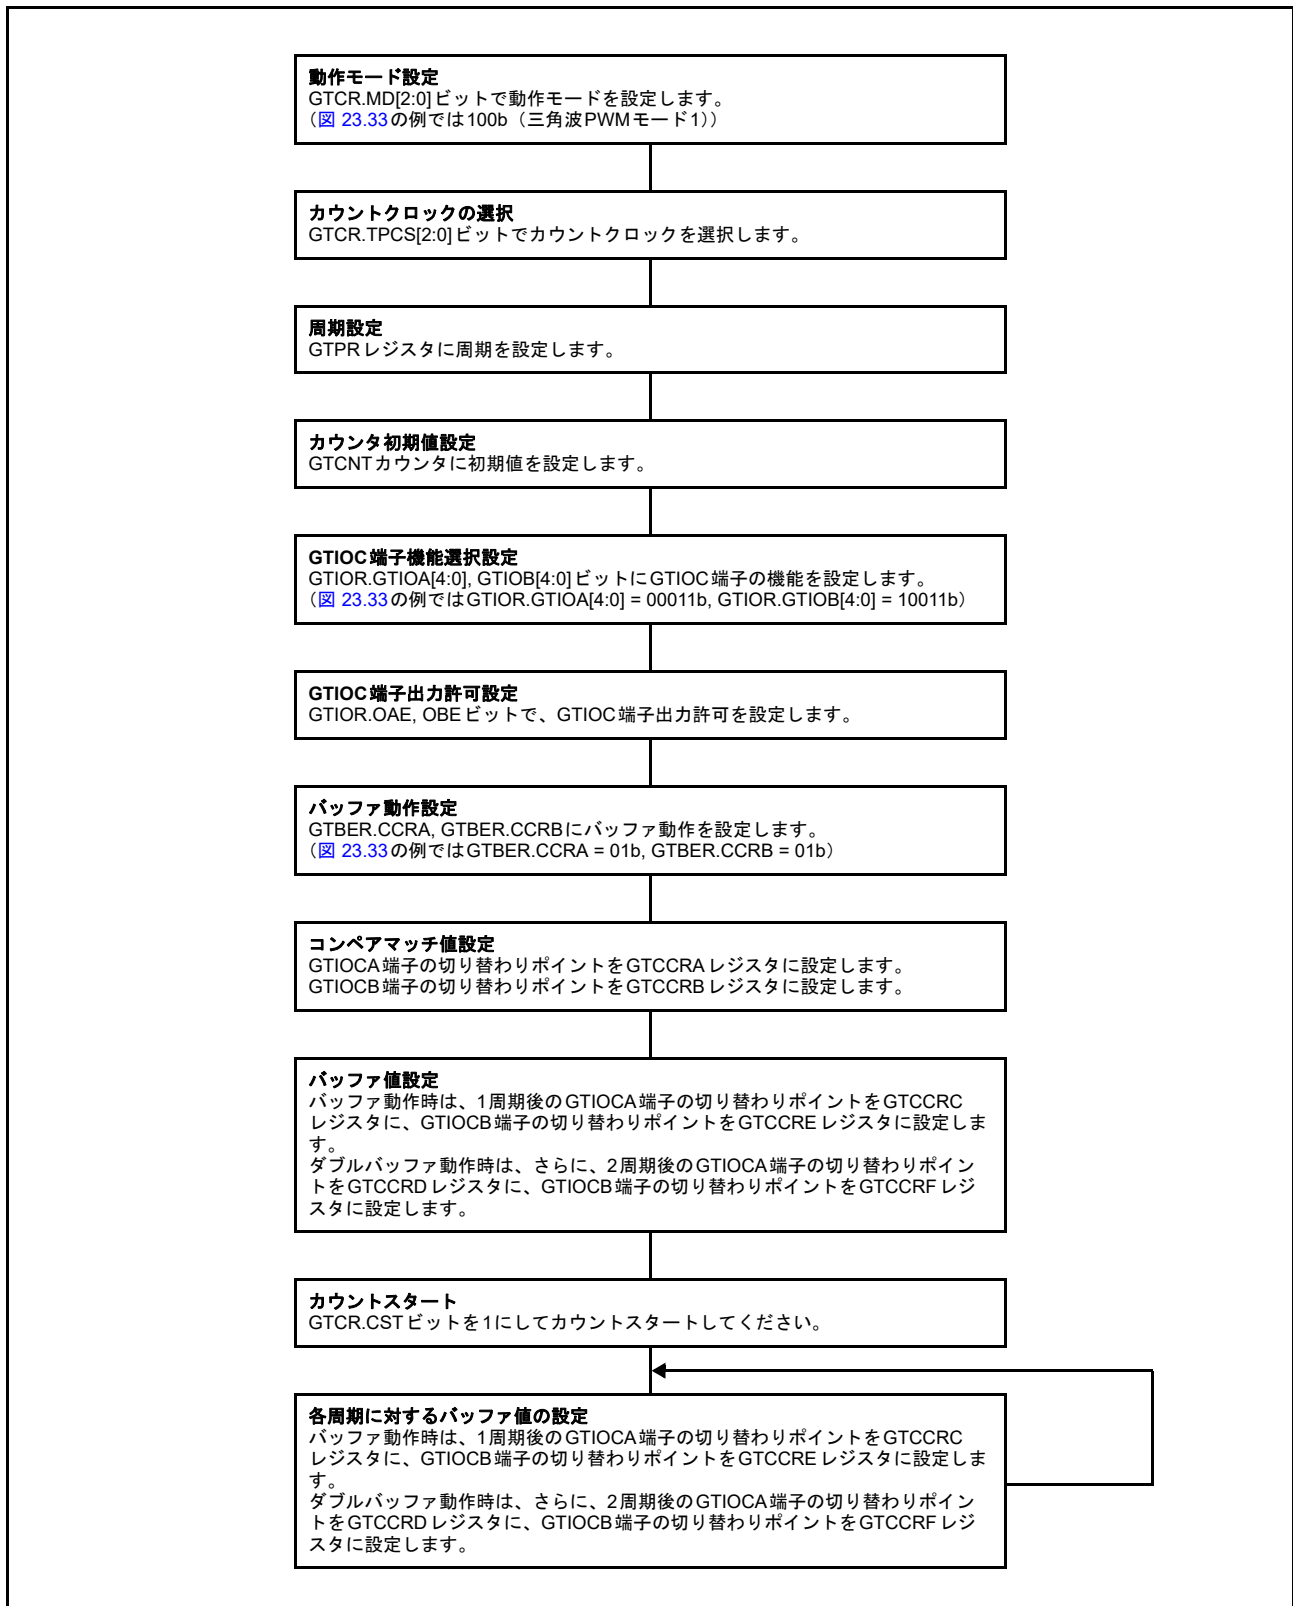 動作モード設定
GTCR.MD[2:0]ビットで動作モードを設定します。
（図 23.33の例では100b（三角波PWMモード1））
カウントクロックの選択
GTCR.TPCS[2:0]ビットでカウントクロックを選択します。
周期設定
GTPRレジスタに周期を設定します。
カウンタ初期値設定
GTCNTカウンタに初期値を設定します。
GTIOC端子機能選択設定
GTIOR.GTIOA[4:0], GTIOB[4:0]ビットにGTIOC端子の機能を設定します。
（図 23.33の例ではGTIOR.GTIOA[4:0] = 00011b, GTIOR.GTIOB[4:0] = 10011b）
GTIOC端子出力許可設定
GTIOR.OAE, OBEビットで、GTIOC端子出力許可を設定します。
バッファ動作設定
GTBER.CCRA, GTBER.CCRBにバッファ動作を設定します。
（図 23.33の例ではGTBER.CCRA = 01b, GTBER.CCRB = 01b）
コンペアマッチ値設定
GTIOCA端子の切り替わりポイントをGTCCRAレジスタに設定します。
GTIOCB端子の切り替わりポイントをGTCCRBレジスタに設定します。
バッファ値設定
バッファ動作時は、1周期後のGTIOCA端子の切り替わりポイントをGTCCRC
レジスタに、GTIOCB端子の切り替わりポイントをGTCCREレジスタに設定しま
す。
ダブルバッファ動作時は、さらに、2周期後のGTIOCA端子の切り替わりポイン
トをGTCCRDレジスタに、GTIOCB端子の切り替わりポイントをGTCCRFレジ
スタに設定します。
カウントスタート
GTCR.CSTビットを1にしてカウントスタートしてください。
各周期に対するバッファ値の設定
バッファ動作時は、1周期後のGTIOCA端子の切り替わりポイントをGTCCRC
レジスタに、GTIOCB端子の切り替わりポイントをGTCCREレジスタに設定しま
す。
ダブルバッファ動作時は、さらに、2周期後のGTIOCA端子の切り替わりポイン
トをGTCCRDレジスタに、GTIOCB端子の切り替わりポイントをGTCCRFレジ
スタに設定します。